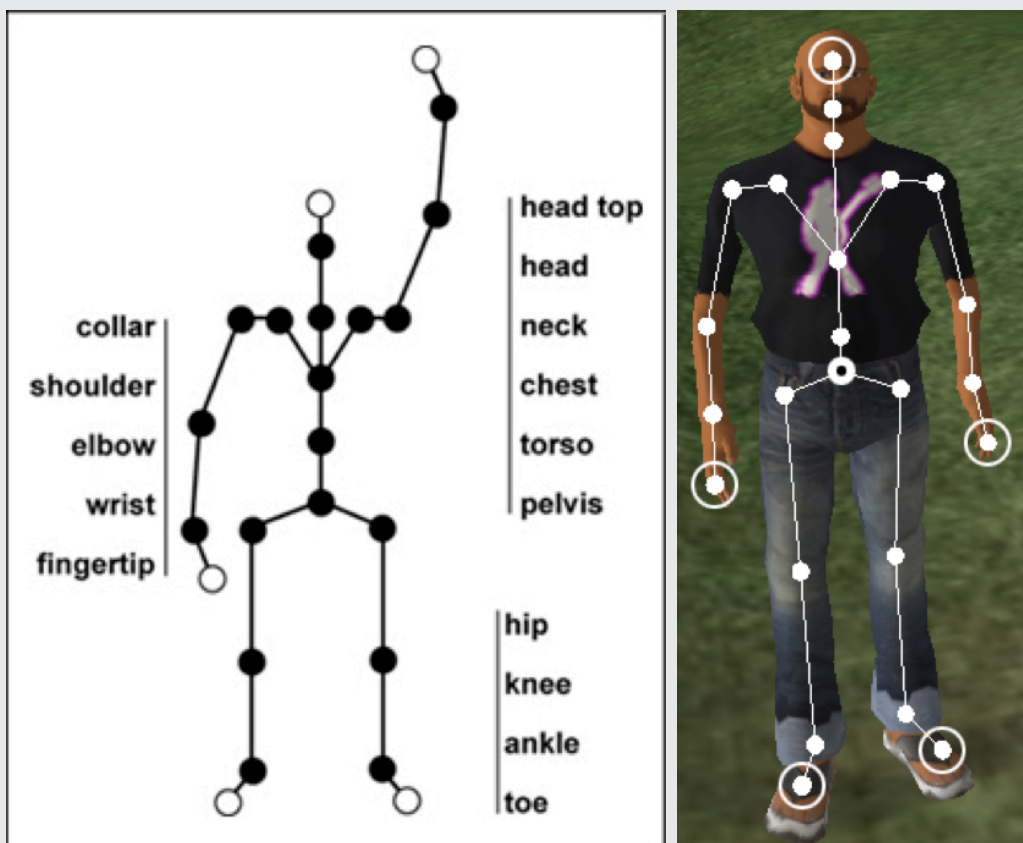 head top
head
neck
chest
torso
pelvis
collar
shoulder
elbow
wrist
fingertip
hip
knee
ankle
toe